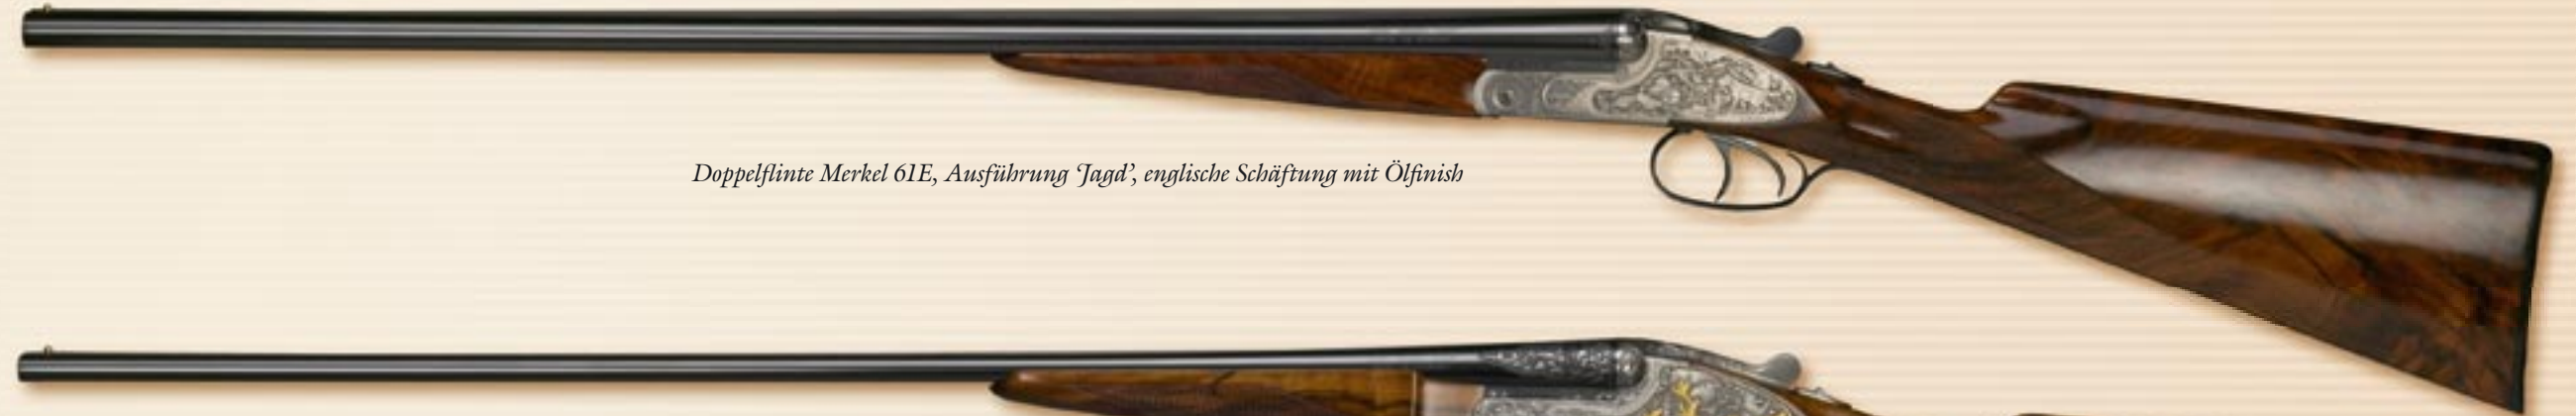 Doppelflinte Merkel 61E, Ausführung ‘Jagd’, englische Schäftung mit Ölfinish